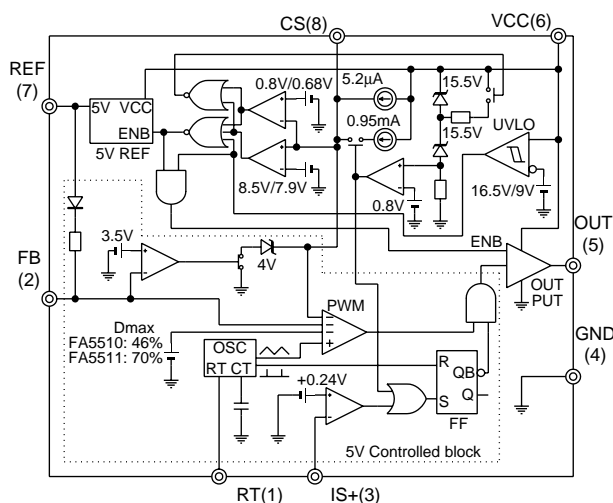 CS(8)
VCC(6)
REF
(7)
5V VCC
ENB
5V REF
0.8V/0.68V
8.5V/7.9V
5.2µA
0.95mA
15.5V
15.5V
UVLO
16.5V/9V
0.8V
OUT
(5)
ENB
OUT
PUT
3.5V
4V
FB
(2)
PWM
Dmax
FA5510: 46%
FA5511: 70%
OSC
RT CT
+0.24V
R
QB
S
Q
FF
GND
(4)
5V Controlled block
RT(1)
IS+(3)